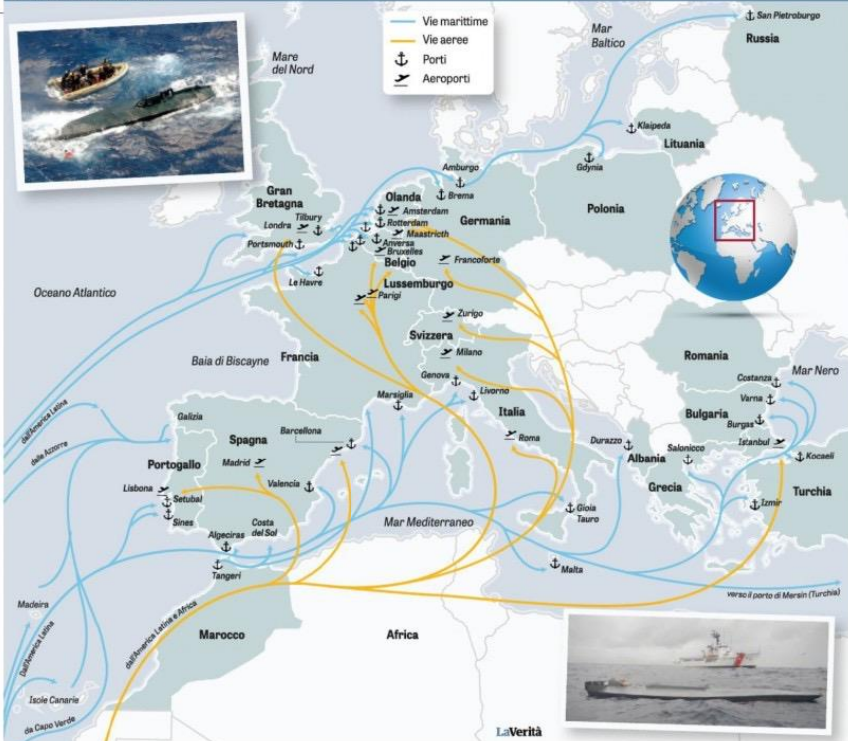 Vie marittime
Vie aeree
Porti
Aeroporti
San Pietroburgo
Russia
Mar
Baltico
Mare
del Nord
Klaipeda
Lituania
Gdynia
Amburgo
Brema
Polonia
Gran
Bretagna
Tilbury
Londra
Portsmouth
Olanda
Amsterdam
Rotterdam
Maastricth
Anversa
Bruxelles
Belgio
Germania
Francoforte
Le Havre
Lussemburgo
Parigi
Oceano Atlantico
Zurigo
Svizzera
Milano
Baia di Biscayne
Francia
Genova
Livorno
Marsiglia
Italia
Roma
Romania
Mar Nero
Costanza
Varna
Bulgaria
Burgas
Istanbul
Kocaeli
Durazzo
Albania
Salonicco
Grecia
Izmir
Turchia
dall'America Latina
dalle Azzorre
Galizia
Spagna
Barcellona
Portogallo
Madrid
Lisbona
Setubal
Sines
Valencia
Algeciras
Costa
del Sol
Tangeri
Mar Mediterraneo
Gioia
Tauro
Malta
verso il porto di Mersin (Turchia)
Madeira
Dall'America Latina
dall'America Latina e Africa
Marocco
Africa
Isole Canarie
da Capo Verde
LaVerità